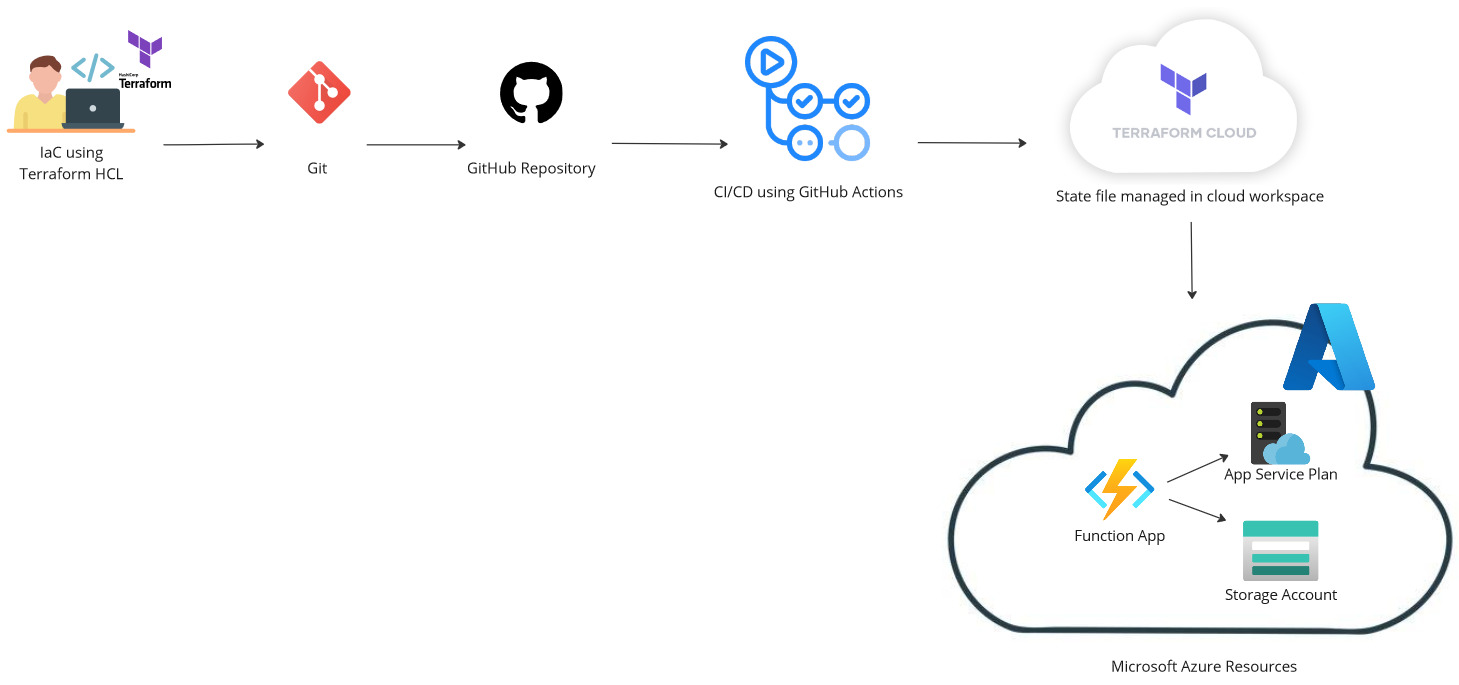 HashiCorp
Terraform
IaC using
Terraform HCL
Git
GitHub Repository
CI/CD using GitHub Actions
TERRAFORM CLOUD
State file managed in cloud workspace
App Service Plan
Function App
Storage Account
Microsoft Azure Resources